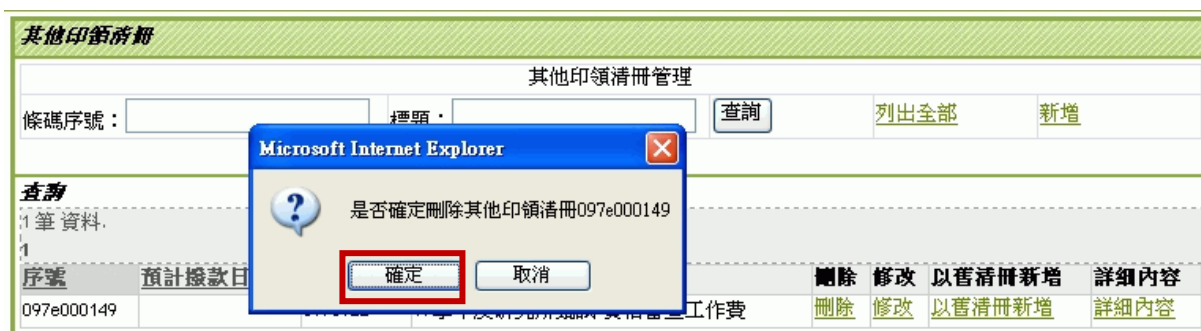 其他印領清冊
其他印領清冊管理
條碼序號： 標題： 查詢 列出全部 新增
Microsoft Internet Explorer
是否確定刪除其他印領清冊097e000149
確定 取消
查詢
1 筆 資料.
1
序號 預計撥款日 刪除 修改 以舊清冊新增 詳細內容
097e000149 工作費 刪除 修改 以舊清冊新增 詳細內容